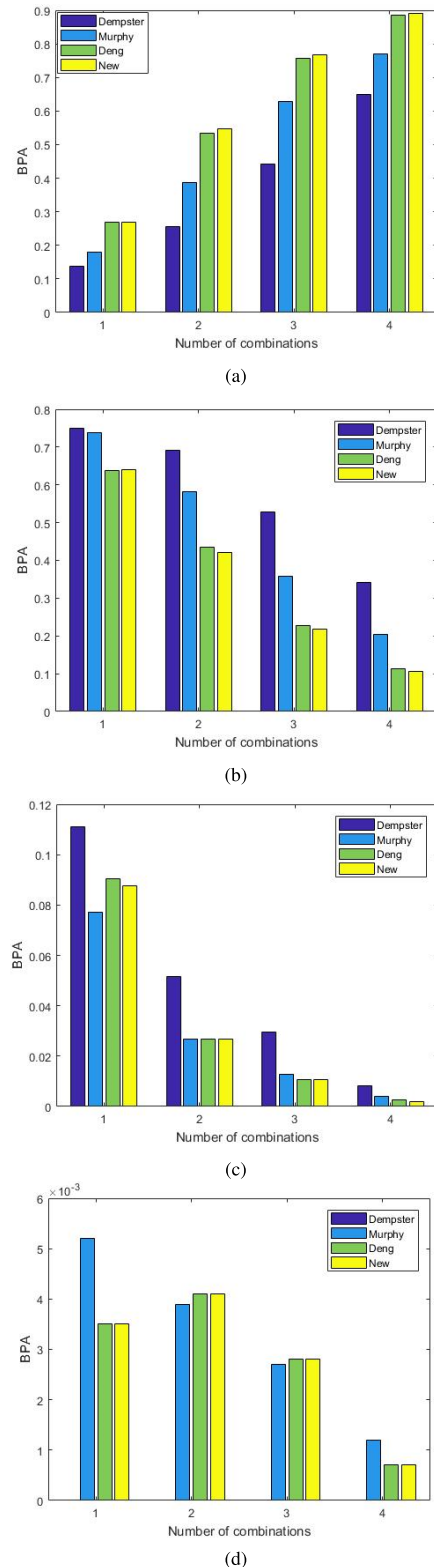 0.9
0.8
0.7
0.6
0.5
0.4
0.3
0.2
0.1
0
BPA
Dempster
Murphy
Deng
New
1 2 3 4
Number of combinations
(a)
0.8
0.7
0.6
0.5
0.4
0.3
0.2
0.1
0
BPA
Dempster
Murphy
Deng
New
1 2 3 4
Number of combinations
(b)
0.12
0.1
0.08
0.06
0.04
0.02
0
BPA
Dempster
Murphy
Deng
New
1 2 3 4
Number of combinations
(c)
×10⁻³
6
5
4
3
2
1
0
BPA
Dempster
Murphy
Deng
New
1 2 3 4
Number of combinations
(d)